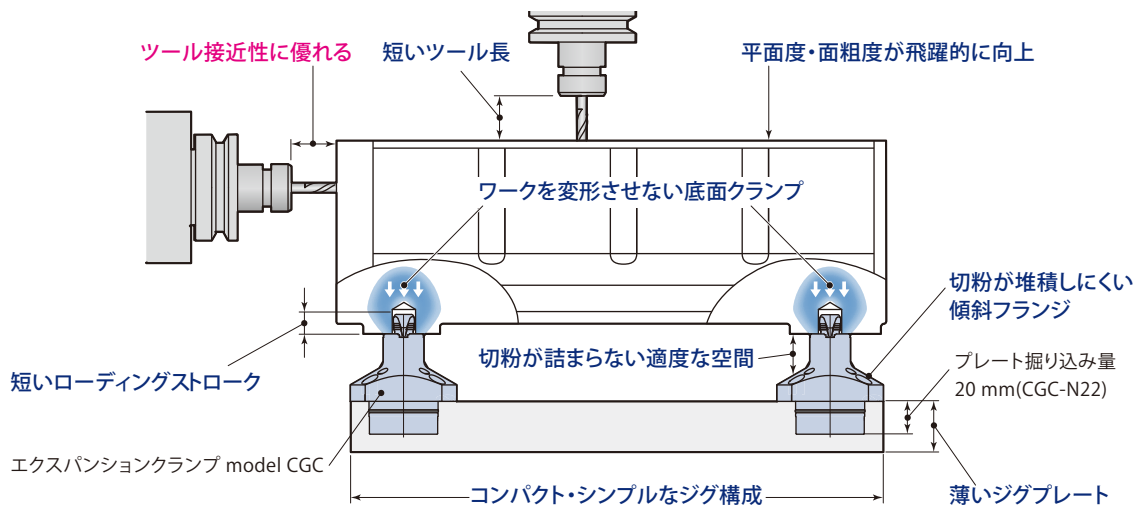 ツール接近性に優れる
短いツール長
平面度・面粗度が飛躍的に向上
ワークを変形させない底面クランプ
切粉が堆積しにくい
傾斜フランジ
切粉が詰まらない適度な空間
プレート掘り込み量
20 mm(CGC-N22)
短いローディングストローク
エクスパンションクランプ model CGC
コンパクト・シンプルなジグ構成
薄いジグプレート